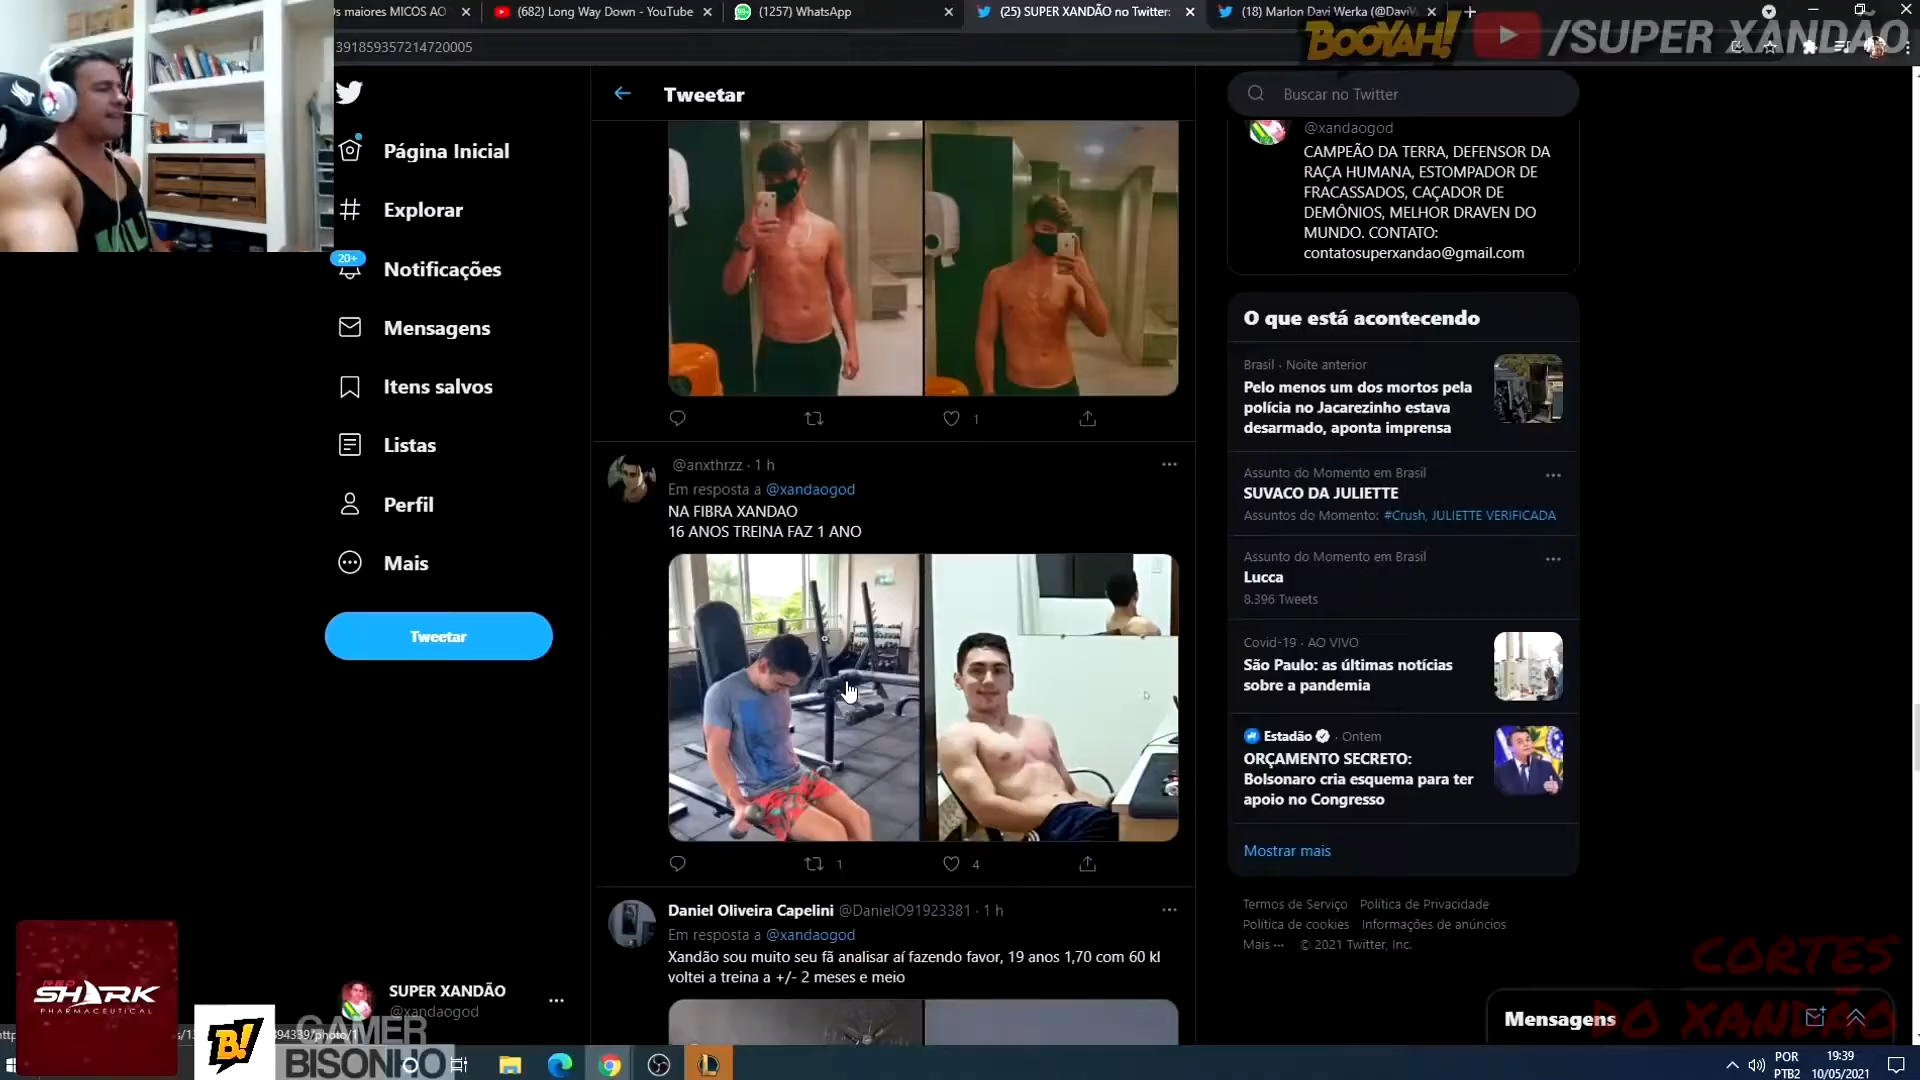 s maiores MICOS AO
(682) Long Way Down - YouTube
(1257) WhatsApp
(25) SUPER XANDÃO no Twitter:
(18) Marlon Davi Werka (@Davi
BOOYAH!
/SUPER XANDÃO
391859357214720005
Página Inicial
Explorar
20+
Notificações
Mensagens
Itens salvos
Listas
Perfil
Mais
Tweetar
SUPER XANDÃO
@xandaogod
Tweetar
1
@anxthrzz · 1 h
Em resposta a @xandaogod
NA FIBRA XANDAO
16 ANOS TREINA FAZ 1 ANO
1
4
Daniel Oliveira Capelini @DanielO91923381 · 1 h
Em resposta a @xandaogod
Xandão sou muito seu fã analisar aí fazendo favor, 19 anos 1,70 com 60 kl
voltei a treina a +/- 2 meses e meio
Buscar no Twitter
@xandaogod
CAMPEÃO DA TERRA, DEFENSOR DA
RAÇA HUMANA, ESTOMPADOR DE
FRACASSADOS, CAÇADOR DE
DEMÔNIOS, MELHOR DRAVEN DO
MUNDO. CONTATO:
contatosuperxandao@gmail.com
O que está acontecendo
Brasil · Noite anterior
Pelo menos um dos mortos pela
polícia no Jacarezinho estava
desarmado, aponta imprensa
Assunto do Momento em Brasil
SUVACO DA JULIETTE
Assuntos do Momento: #Crush, JULIETTE VERIFICADA
Assunto do Momento em Brasil
Lucca
8.396 Tweets
Covid-19 · AO VIVO
São Paulo: as últimas notícias
sobre a pandemia
Estadão · Ontem
ORÇAMENTO SECRETO:
Bolsonaro cria esquema para ter
apoio no Congresso
Mostrar mais
Termos de Serviço Política de Privacidade
Política de cookies Informações de anúncios
Mais ··· © 2021 Twitter, Inc.
CORTES
DO XANDÃO
Mensagens
RED
SHARK
PHARMACEUTICAL
B!
GAMER
BISONHO
394339/photo/1
POR
PTB2
19:39
10/05/2021